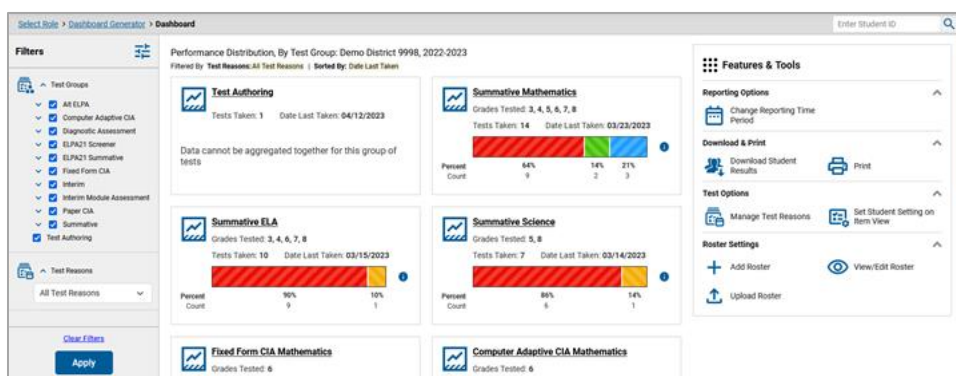 Select Role › Dashboard Generator › Dashboard
Enter Student ID
Filters
Test Groups
Alt ELPA
Computer Adaptive CIA
Diagnostic Assessment
ELPA21 Screener
ELPA21 Summative
Fixed Form CIA
Interim
Interim Module Assessment
Paper CIA
Summative
Test Authoring
Test Reasons
All Test Reasons
Clear Filters
Apply
Performance Distribution, By Test Group: Demo District 9998, 2022-2023
Filtered By Test Reasons: All Test Reasons | Sorted By: Date Last Taken
Test Authoring
Tests Taken: 1 Date Last Taken: 04/12/2023
Data cannot be aggregated together for this group of
tests
Summative Mathematics
Grades Tested: 3, 4, 5, 6, 7, 8
Tests Taken: 14 Date Last Taken: 03/23/2023
Percent 64% 14% 21%
Count 9 2 3
Summative ELA
Grades Tested: 3, 4, 6, 7, 8
Tests Taken: 10 Date Last Taken: 03/15/2023
Percent 90% 10%
Count 9 1
Summative Science
Grades Tested: 5, 8
Tests Taken: 7 Date Last Taken: 03/14/2023
Percent 86% 14%
Count 6 1
Fixed Form CIA Mathematics
Grades Tested: 6
Computer Adaptive CIA Mathematics
Grades Tested: 6
Features & Tools
Reporting Options
Change Reporting Time
Period
Download & Print
Download Student
Results
Print
Test Options
Manage Test Reasons
Set Student Setting on
Item View
Roster Settings
Add Roster
View/Edit Roster
Upload Roster